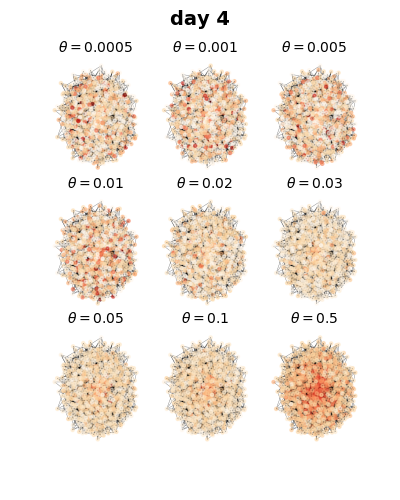 day 4
θ = 0.0005 θ = 0.001 θ = 0.005
θ = 0.01 θ = 0.02 θ = 0.03
θ = 0.05 θ = 0.1 θ = 0.5